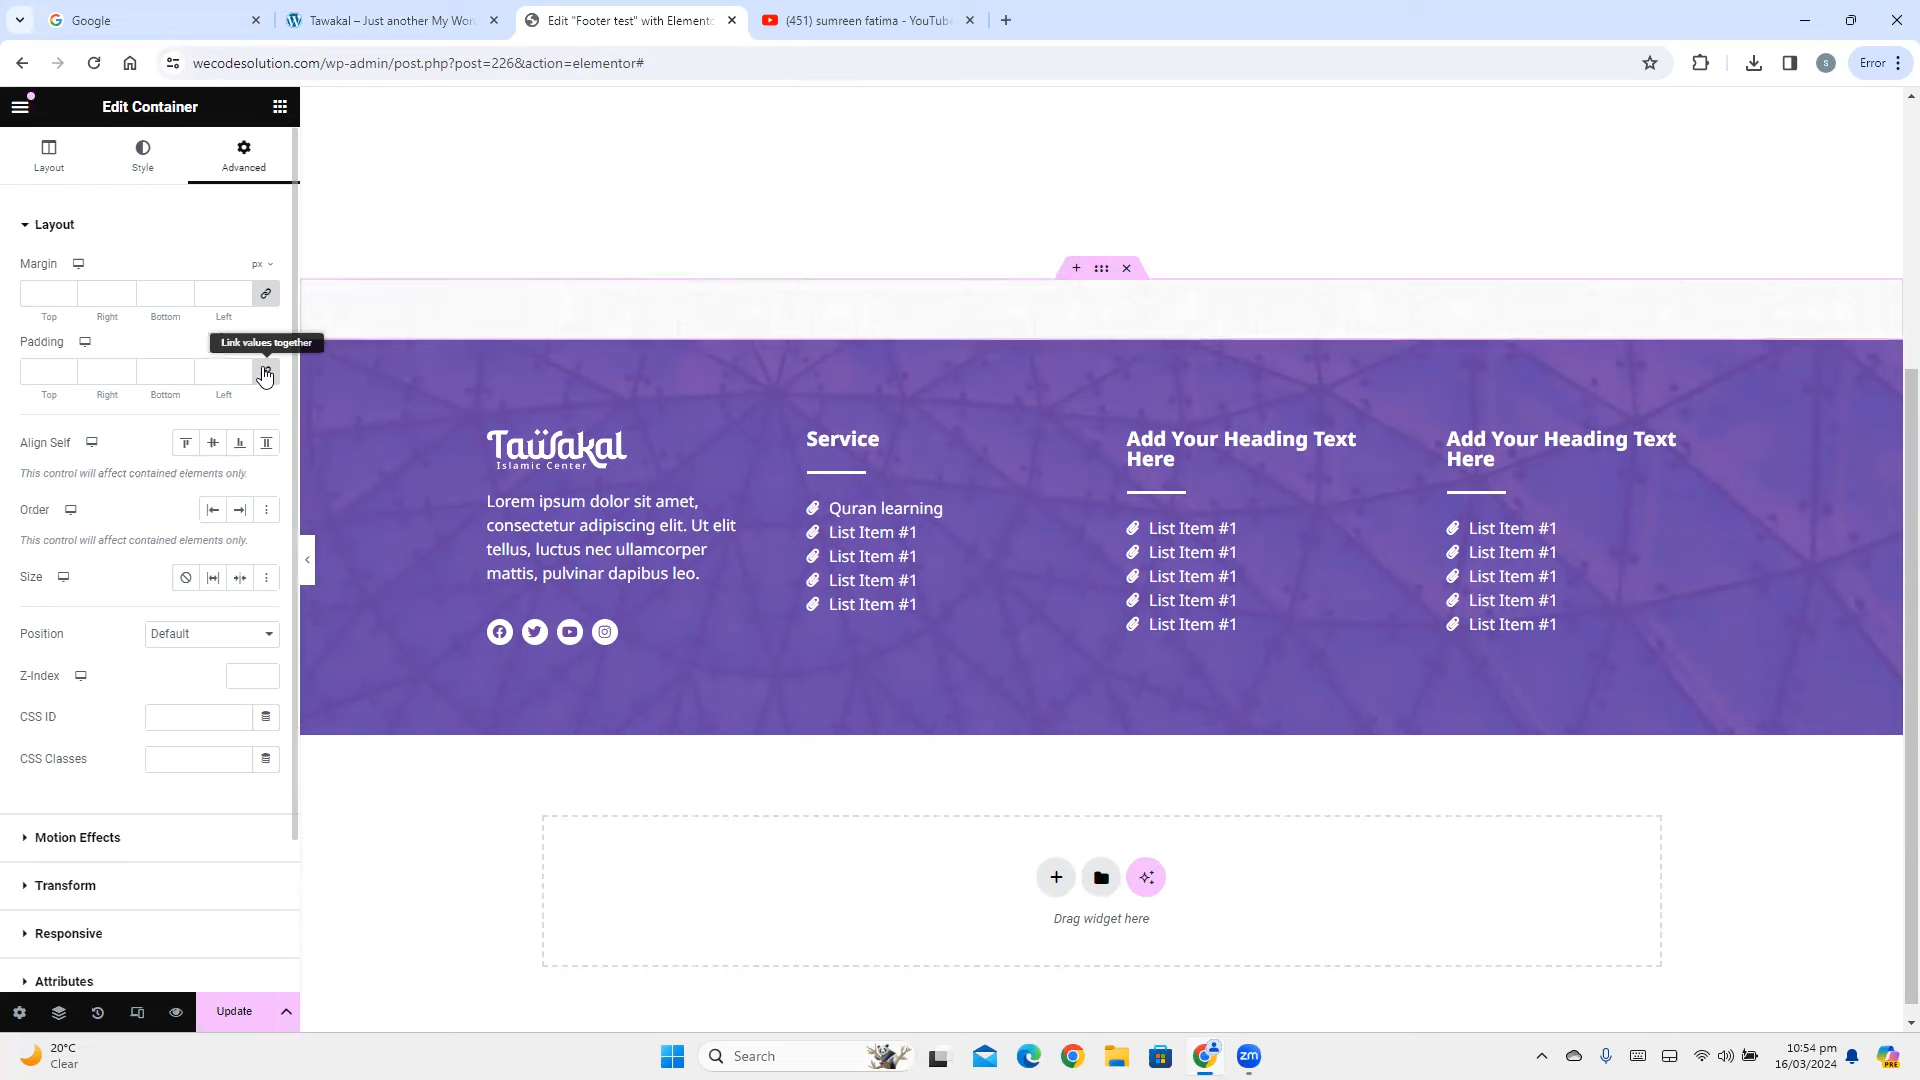 Google
Tawakal – Just another My Wor
Edit "Footer test" with Elemento
(451) sumreen fatima - YouTube
wecodesolution.com/wp-admin/post.php?post=226&action=elementor#
S
Error
Edit Container
Layout
Style
Advanced
Layout
Margin
px
Top
Right
Bottom
Left
Padding
Link values together
Top
Right
Bottom
Left
Align Self
This control will affect contained elements only.
Order
This control will affect contained elements only.
Size
Position
Default
Z-Index
CSS ID
CSS Classes
Motion Effects
Transform
Responsive
Attributes
Update
Tawakal
Islamic Center
Lorem ipsum dolor sit amet,
consectetur adipiscing elit. Ut elit
tellus, luctus nec ullamcorper
mattis, pulvinar dapibus leo.
Service
Quran learning
List Item #1
List Item #1
List Item #1
List Item #1
Add Your Heading Text
Here
List Item #1
List Item #1
List Item #1
List Item #1
List Item #1
Add Your Heading Text
Here
List Item #1
List Item #1
List Item #1
List Item #1
List Item #1
Drag widget here
20°C
Clear
Search
zm
10:54 pm
16/03/2024
PRE